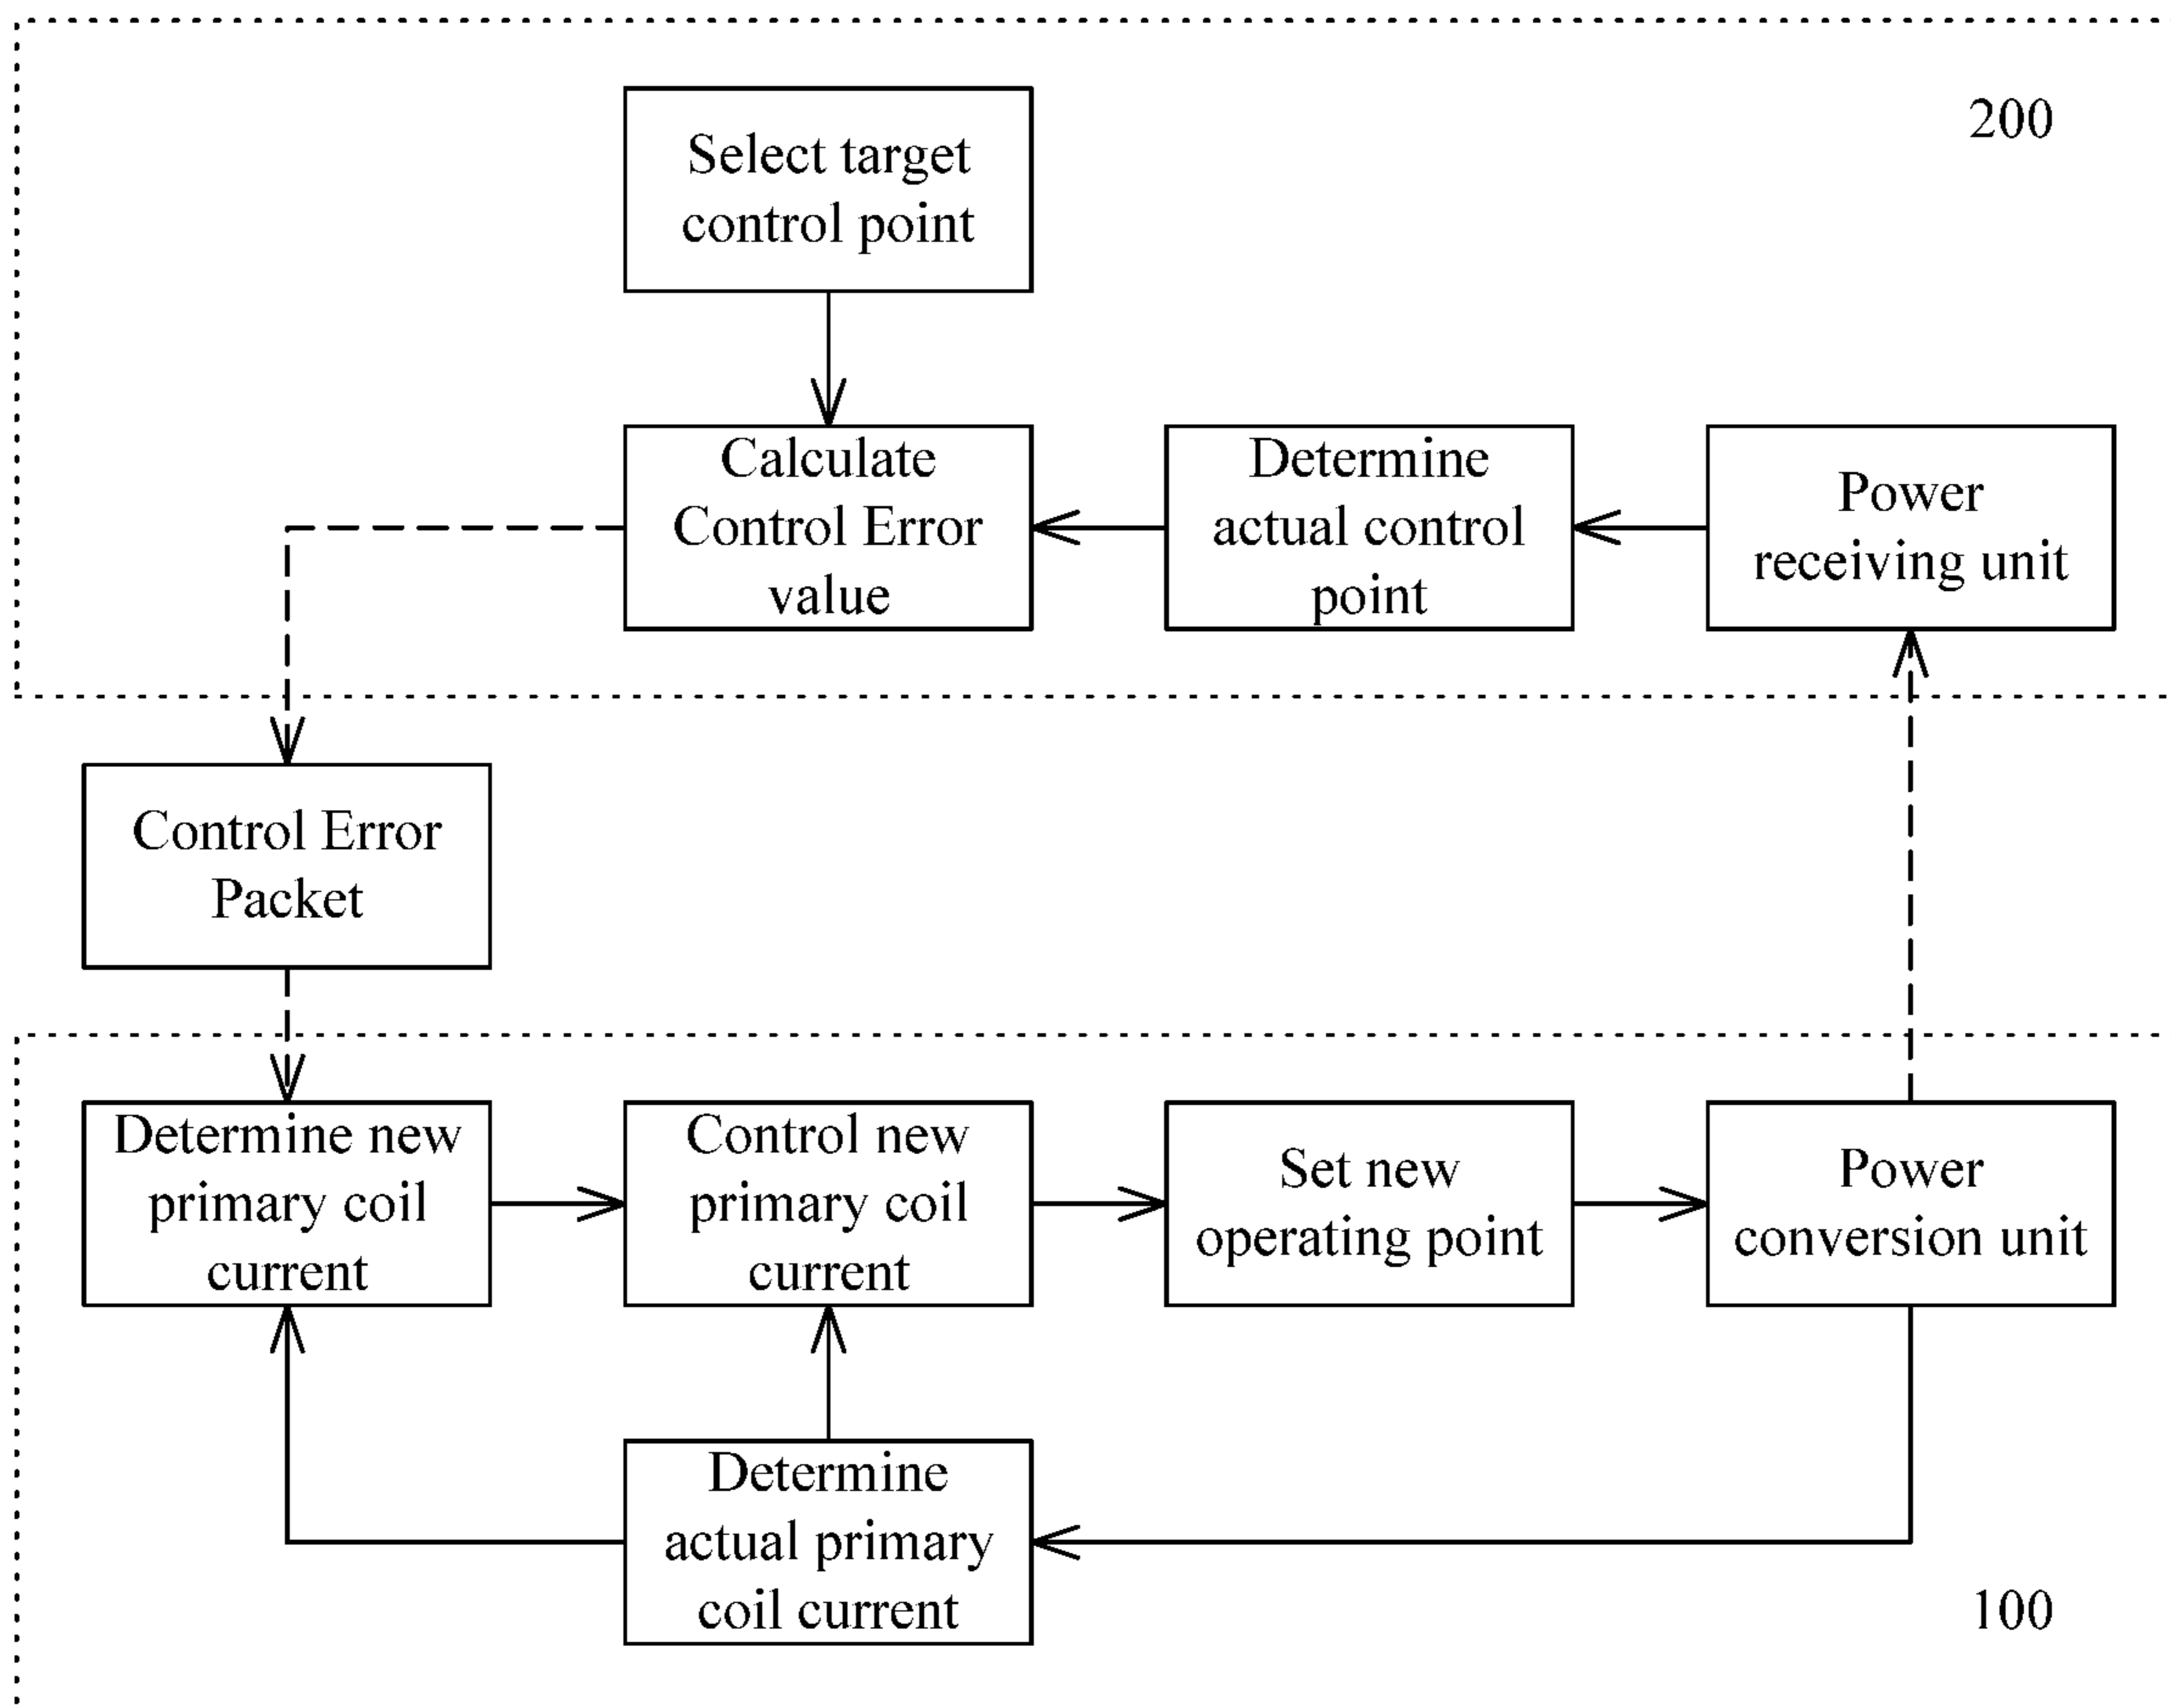 200
Select target
control point
Calculate
Control Error
value
Determine
actual control
point
Power
receiving unit
Control Error
Packet
Determine new
primary coil
current
Control new
primary coil
current
Set new
operating point
Power
conversion unit
Determine
actual primary
coil current
100